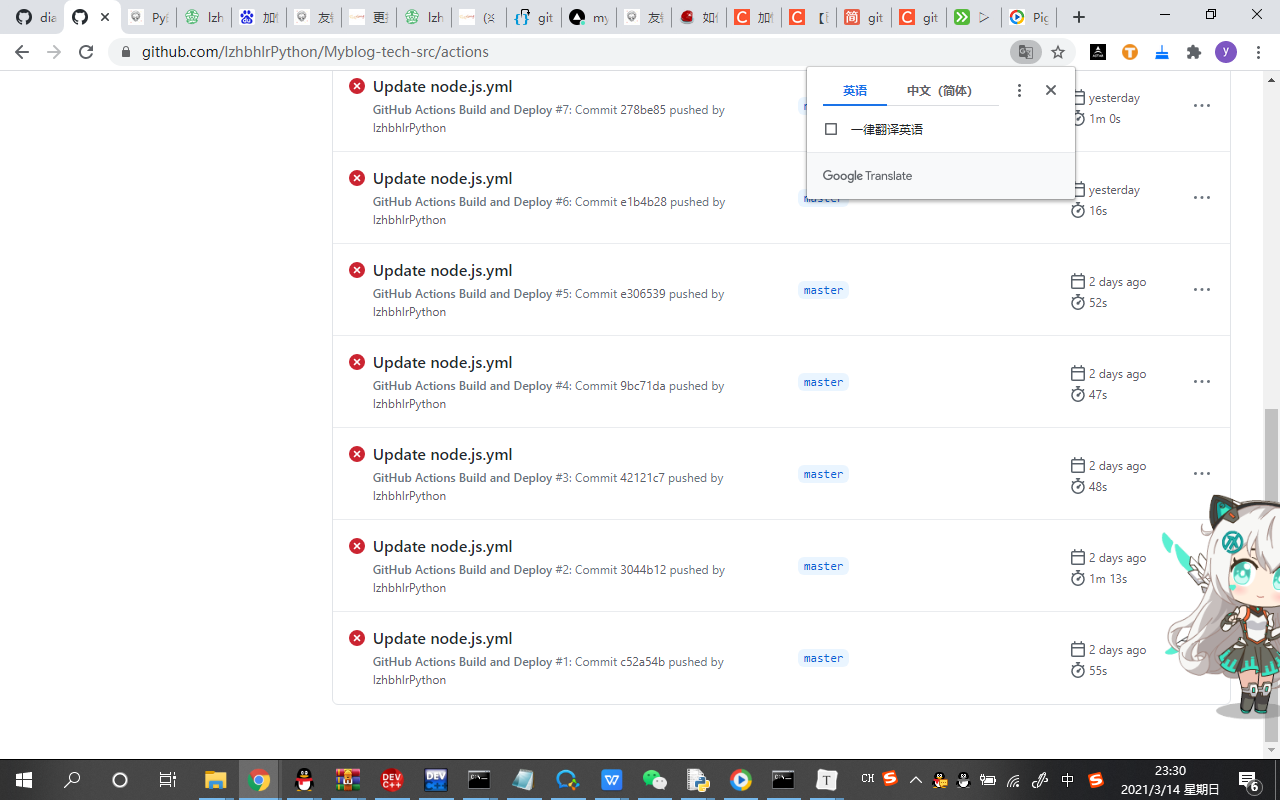 dia
Pyi
lzh
加
友
更
lzh
git
my
友
如
加
git
git
Pig
github.com/lzhbhlrPython/Myblog-tech-src/actions
y
英语
中文（简体）
一律翻译英语
Google Translate
Update node.js.yml
GitHub Actions Build and Deploy #7: Commit 278be85 pushed by
lzhbhlrPython
yesterday
1m 0s
Update node.js.yml
GitHub Actions Build and Deploy #6: Commit e1b4b28 pushed by
lzhbhlrPython
master
yesterday
16s
Update node.js.yml
GitHub Actions Build and Deploy #5: Commit e306539 pushed by
lzhbhlrPython
master
2 days ago
52s
Update node.js.yml
GitHub Actions Build and Deploy #4: Commit 9bc71da pushed by
lzhbhlrPython
master
2 days ago
47s
Update node.js.yml
GitHub Actions Build and Deploy #3: Commit 42121c7 pushed by
lzhbhlrPython
master
2 days ago
48s
Update node.js.yml
GitHub Actions Build and Deploy #2: Commit 3044b12 pushed by
lzhbhlrPython
master
2 days ago
1m 13s
Update node.js.yml
GitHub Actions Build and Deploy #1: Commit c52a54b pushed by
lzhbhlrPython
master
2 days ago
55s
CH
中
23:30
2021/3/14 星期日
6